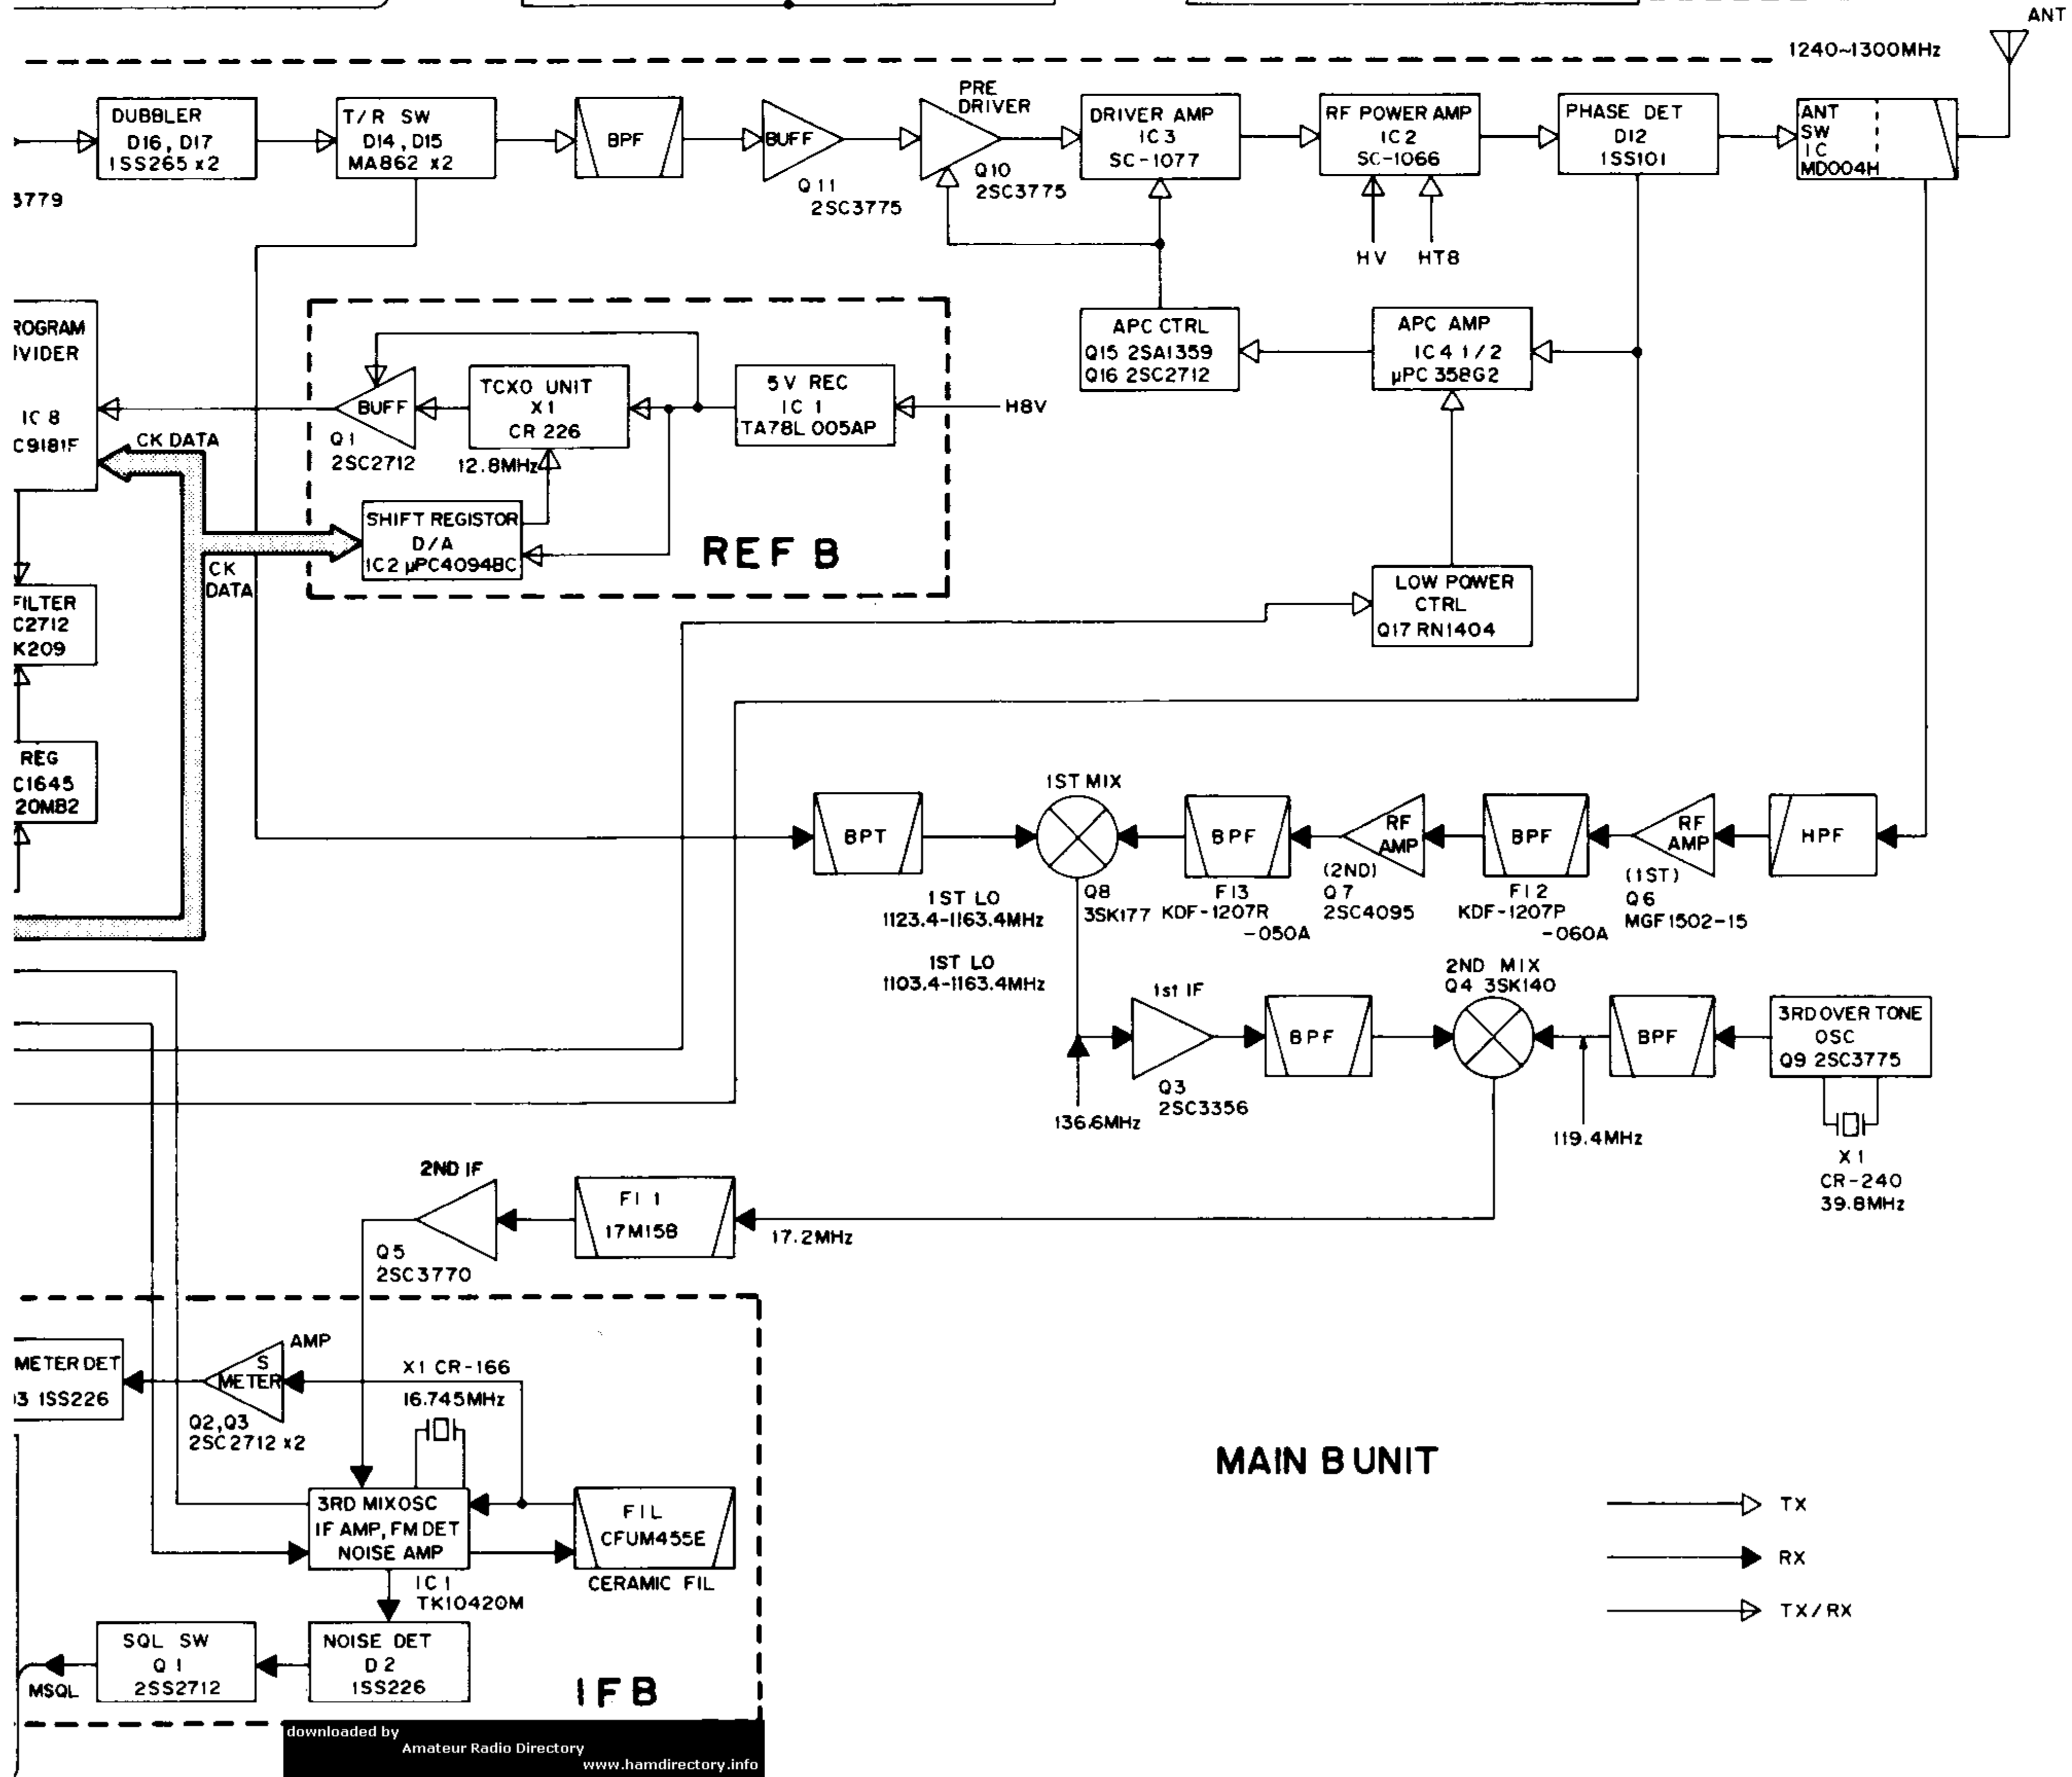 ANT
1240~1300MHz
DUBBLER
D16, D17
1SS265 x2
T/R SW
D14, D15
MA862 x2
BPF
BUFF
Q11
2SC3775
PRE
DRIVER
Q10
2SC3775
DRIVER AMP
IC3
SC-1077
RF POWER AMP
IC2
SC-1066
PHASE DET
D12
1SS101
ANT
SW
IC
MD004H
3779
HV HT8
ROGRAM
IVIDER
IC 8
C9181F
CK DATA
BUFF
Q1
2SC2712
TCXO UNIT
X1
CR 226
12.8MHz
5V REC
IC 1
TA78L 005AP
H8V
APC CTRL
Q15 2SA1359
Q16 2SC2712
APC AMP
IC4 1/2
µPC 358G2
SHIFT REGISTOR
D/A
IC2 µPC4094BC
REF B
CK
DATA
LOW POWER
CTRL
Q17 RN1404
FILTER
C2712
K209
REG
C1645
20MB2
BPT
1ST LO
1123.4-1163.4MHz
1ST LO
1103.4-1163.4MHz
1ST MIX
Q8
3SK177
BPF
FI3
KDF-1207R
-050A
RF
AMP
(2ND)
Q7
2SC4095
BPF
FI2
KDF-1207P
-060A
RF
AMP
(1ST)
Q6
MGF1502-15
HPF
1st IF
Q3
2SC3356
136.6MHz
BPF
2ND MIX
Q4 3SK140
BPF
119.4MHz
3RD OVER TONE
OSC
Q9 2SC3775
X1
CR-240
39.8MHz
2ND IF
Q5
2SC3770
FI 1
17M15B
17.2MHz
METER DET
3 1SS226
S
METER
AMP
Q2,Q3
2SC2712 x2
X1 CR-166
16.745MHz
3RD MIXOSC
IF AMP, FM DET
NOISE AMP
IC1
TK10420M
FIL
CFUM455E
CERAMIC FIL
MSQL
SQL SW
Q1
2SS2712
NOISE DET
D2
1SS226
IFB
MAIN B UNIT
TX
RX
TX/RX
downloaded by
Amateur Radio Directory
www.hamdirectory.info